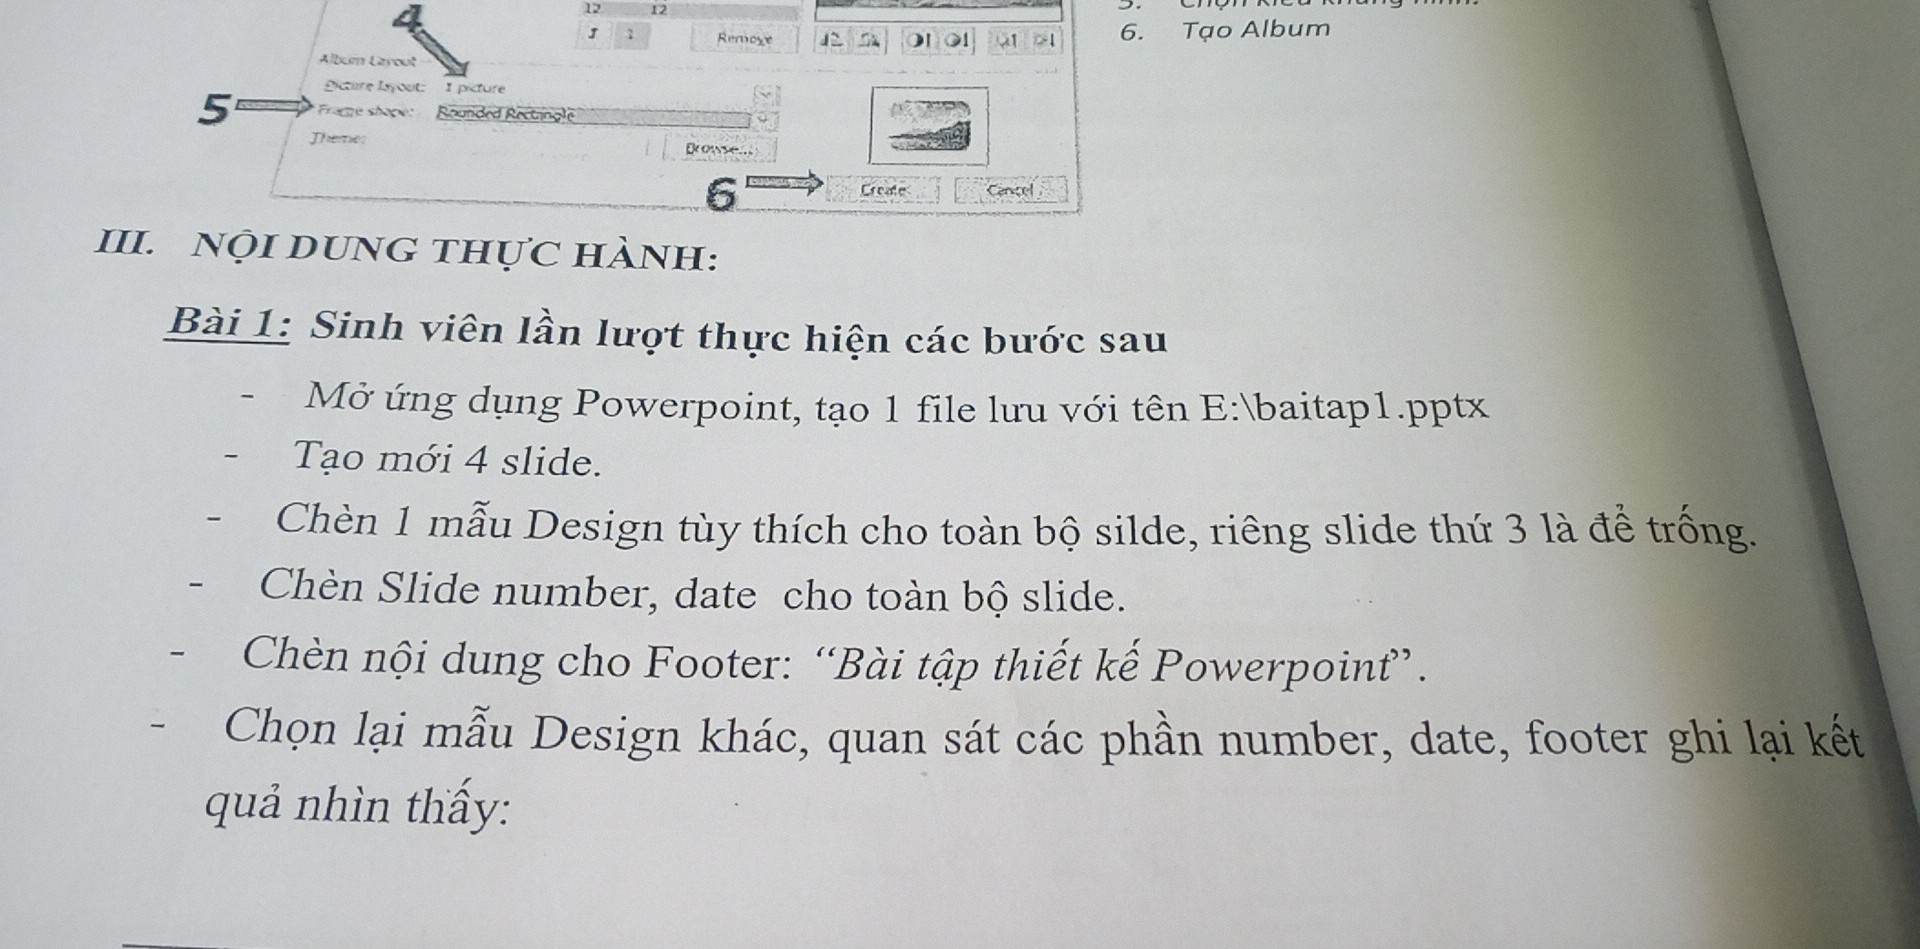 4
12 12
1 1 Remove
6. Tạo Album
Album Layout
Picture layout: 1 picture
5 Frame shape: Rounded Rectangle
Theme: Browse...
6 Create Cancel
III. NỘI DUNG THỰC HÀNH:
Bài 1: Sinh viên lần lượt thực hiện các bước sau
- Mở ứng dụng Powerpoint, tạo 1 file lưu với tên E:\baitap1.pptx
- Tạo mới 4 slide.
- Chèn 1 mẫu Design tùy thích cho toàn bộ silde, riêng slide thứ 3 là để trống.
- Chèn Slide number, date cho toàn bộ slide.
- Chèn nội dung cho Footer: “Bài tập thiết kế Powerpoint”.
- Chọn lại mẫu Design khác, quan sát các phần number, date, footer ghi lại kết
quả nhìn thấy: